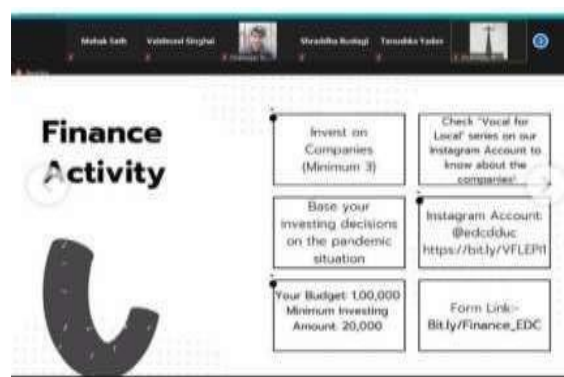 Mehak Sath
Vaishnavi Singhal
Shraddha Rustagi
Tanushka Yadav
Finance
Activity
Invest on
Companies
(Minimum 3)
Check "Vocal for
Local" series on our
Instagram Account to
know about the
companies!
Base your
investing decisions
on the pandemic
situation
Instagram Account:
@edcdduc
https://bit.ly/VFLEPI1
Your Budget: 1,00,000
Minimum Investing
Amount: 20,000
Form Link:-
Bit.ly/Finance_EDC